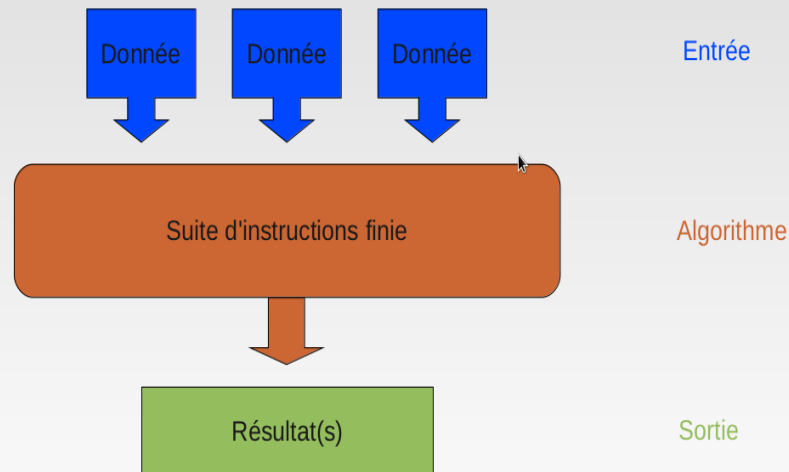 Donnée Donnée Donnée Entrée
Suite d'instructions finie Algorithme
Résultat(s) Sortie